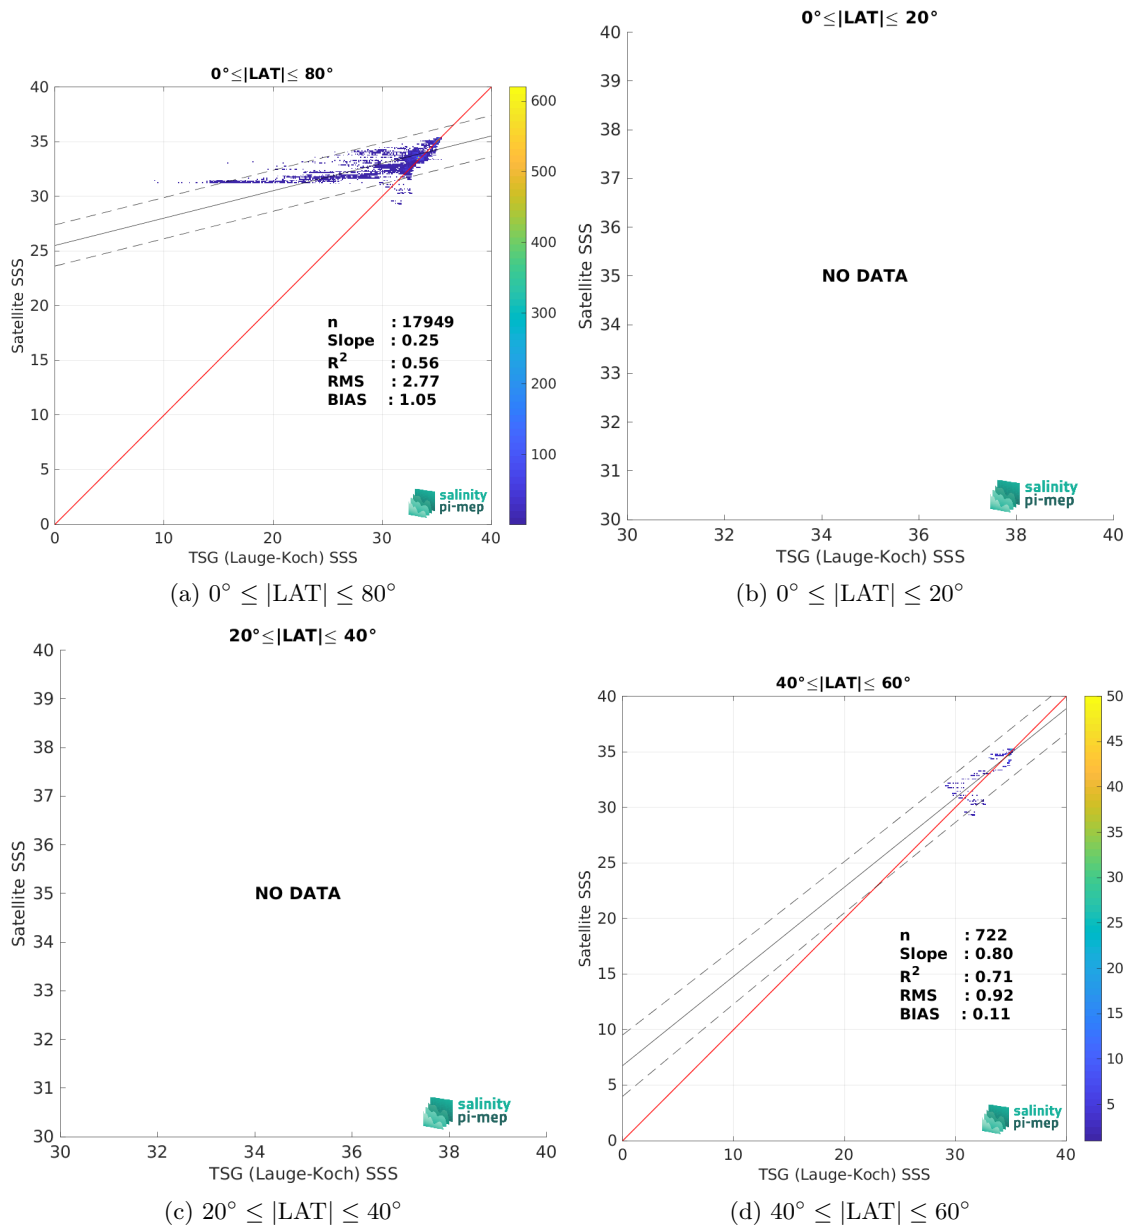 0°≤|LAT|≤ 80°
40
35
30
25
20
15
10
5
0
Satellite SSS
0
10
20
30
40
TSG (Lauge-Koch) SSS
n : 17949
Slope : 0.25
R² : 0.56
RMS : 2.77
BIAS : 1.05
salinity
pi-mep
600
500
400
300
200
100
(a) 0° ≤ |LAT| ≤ 80°
0°≤|LAT|≤ 20°
40
39
38
37
36
35
34
33
32
31
30
Satellite SSS
NO DATA
30
32
34
36
38
40
TSG (Lauge-Koch) SSS
salinity
pi-mep
(b) 0° ≤ |LAT| ≤ 20°
20°≤|LAT|≤ 40°
40
39
38
37
36
35
34
33
32
31
30
Satellite SSS
NO DATA
30
32
34
36
38
40
TSG (Lauge-Koch) SSS
salinity
pi-mep
(c) 20° ≤ |LAT| ≤ 40°
40°≤|LAT|≤ 60°
40
35
30
25
20
15
10
5
0
Satellite SSS
0
10
20
30
40
TSG (Lauge-Koch) SSS
n : 722
Slope : 0.80
R² : 0.71
RMS : 0.92
BIAS : 0.11
salinity
pi-mep
50
45
40
35
30
25
20
15
10
5
(d) 40° ≤ |LAT| ≤ 60°